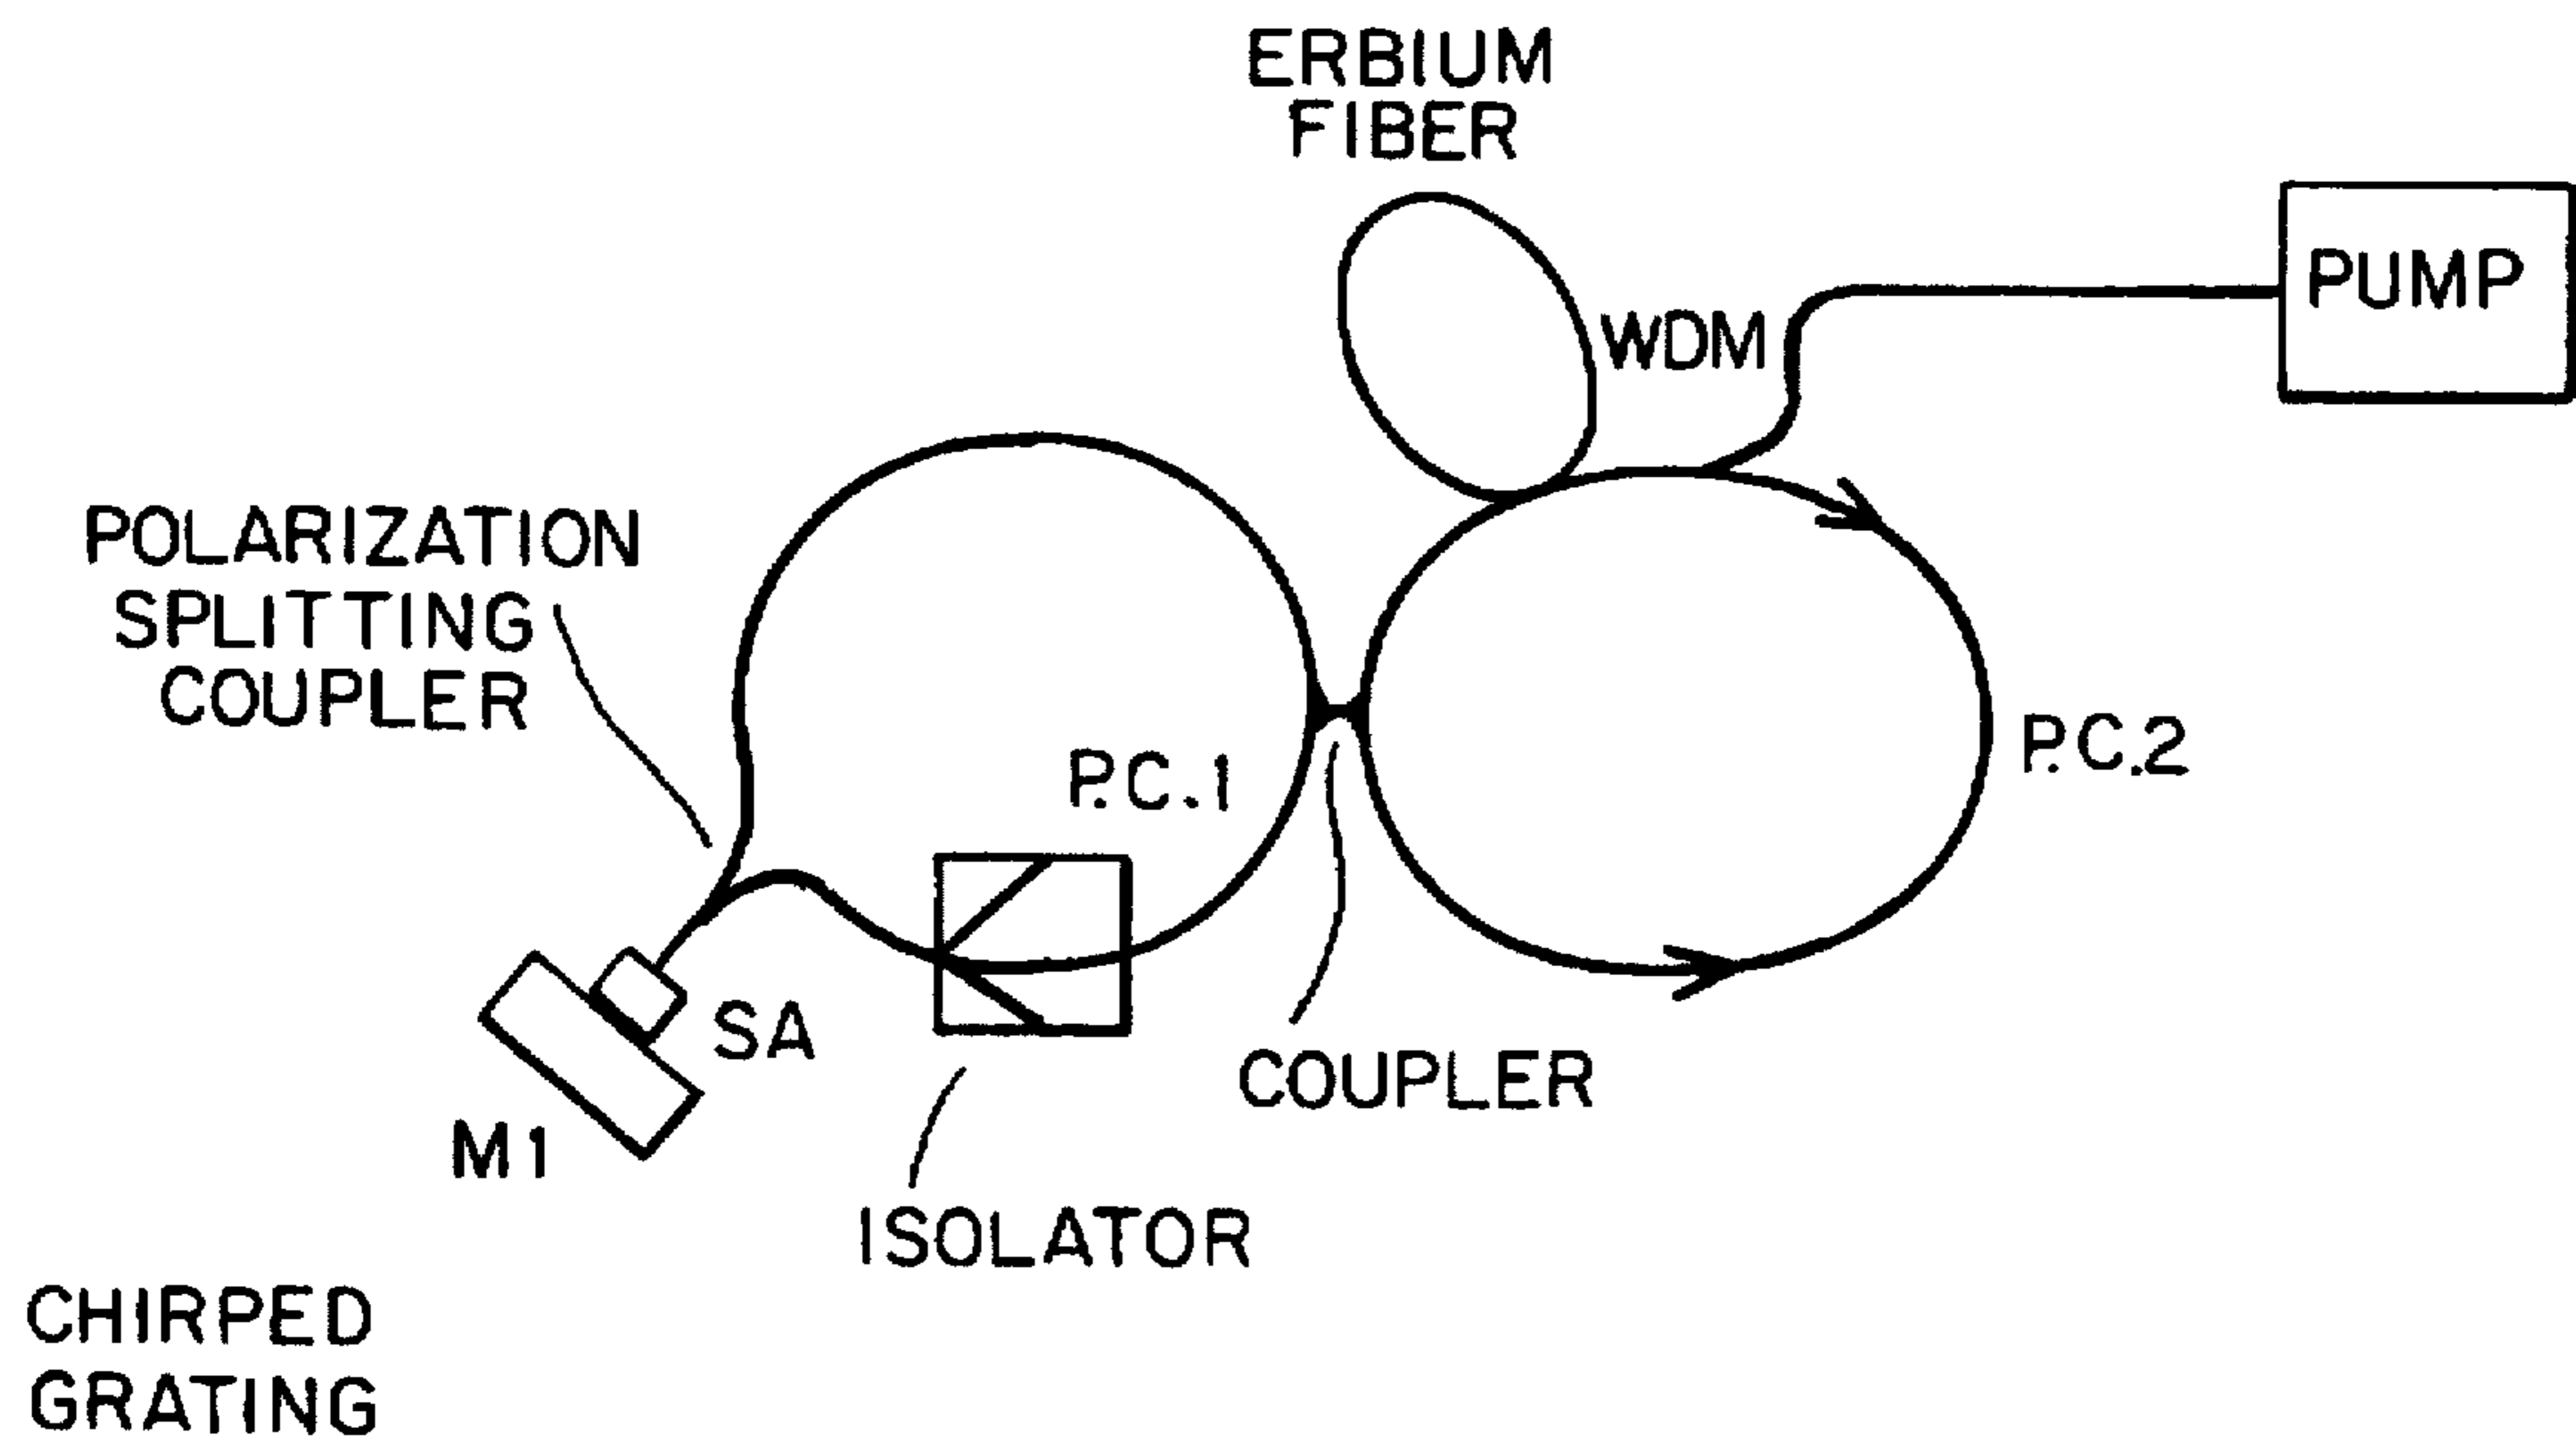 ERBIUM
FIBER
PUMP
WDM
POLARIZATION
SPLITTING
COUPLER
P.C.1
P.C.2
SA
M1
COUPLER
ISOLATOR
CHIRPED
GRATING